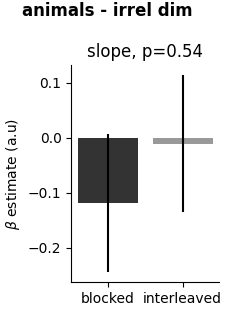 animals - irrel dim
slope, p=0.54
β estimate (a.u)
0.1
0.0
−0.1
−0.2
blocked interleaved